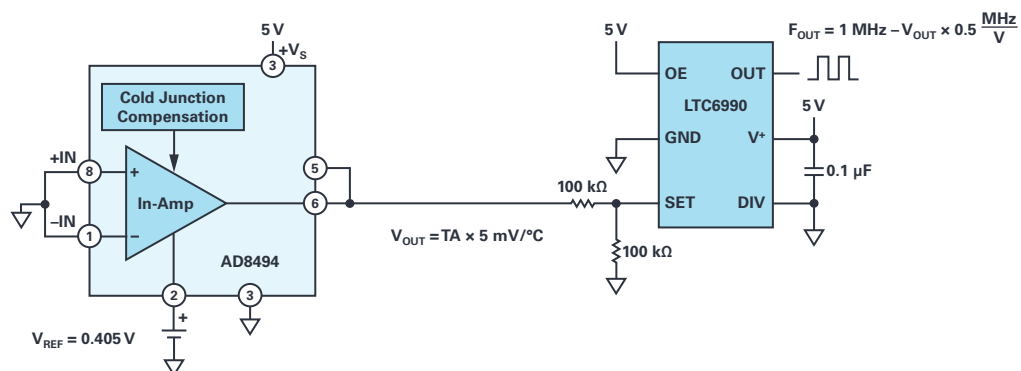 5 V
+VS
3
Cold Junction
Compensation
+IN
8
+
In-Amp
–IN
1
–
5
6
AD8494
2
3
+
VREF = 0.405 V
VOUT = TA × 5 mV/°C
100 kΩ
100 kΩ
5 V
OE
OUT
LTC6990
GND
V+
SET
DIV
FOUT = 1 MHz – VOUT × 0.5 MHz/V
5 V
0.1 µF